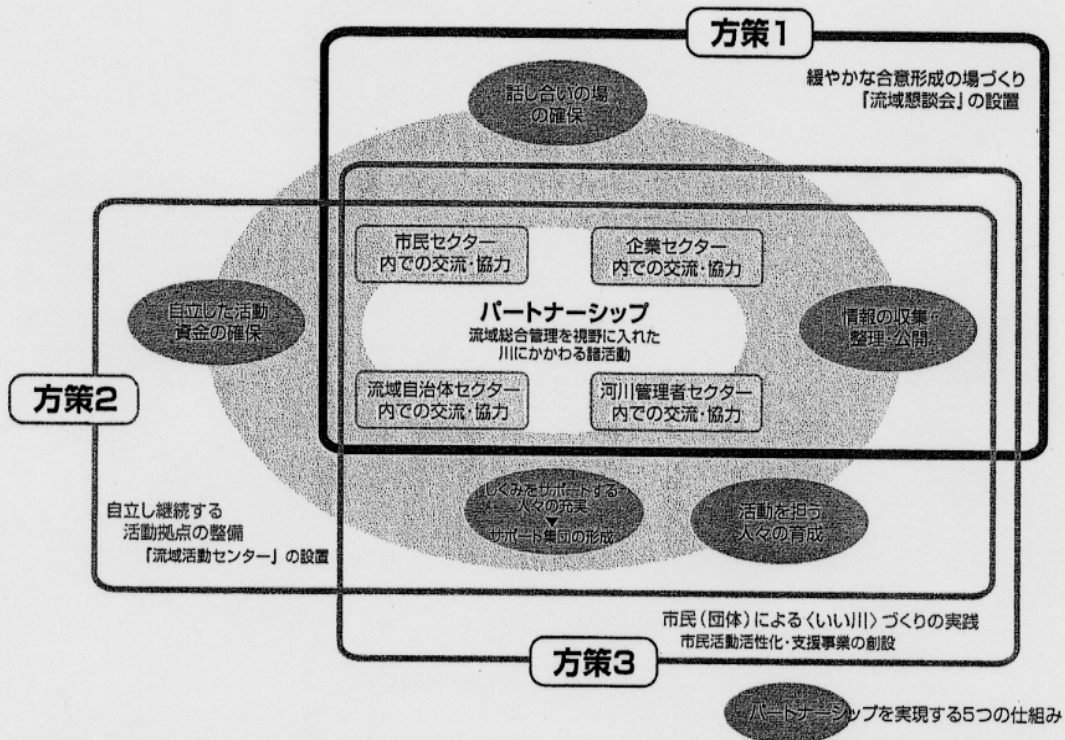 方策1
緩やかな合意形成の場づくり
『流域懇談会』の設置
話し合いの場
の確保
市民セクター
内での交流・協力
企業セクター
内での交流・協力
自立した活動
資金の確保
パートナーシップ
流域総合管理を視野に入れた
川にかかわる諸活動
情報の収集・
整理・公開
方策2
流域自治体セクター
内での交流・協力
河川管理者セクター
内での交流・協力
自立し継続する
活動拠点の整備
「流域活動センター」の設置
しくみをサポートする
人々の充実
▼
サポート集団の形成
活動を担う
人々の育成
市民(団体)による〈いい川〉づくりの実践
市民活動活性化・支援事業の創設
方策3
パートナーシップを実現する5つの仕組み